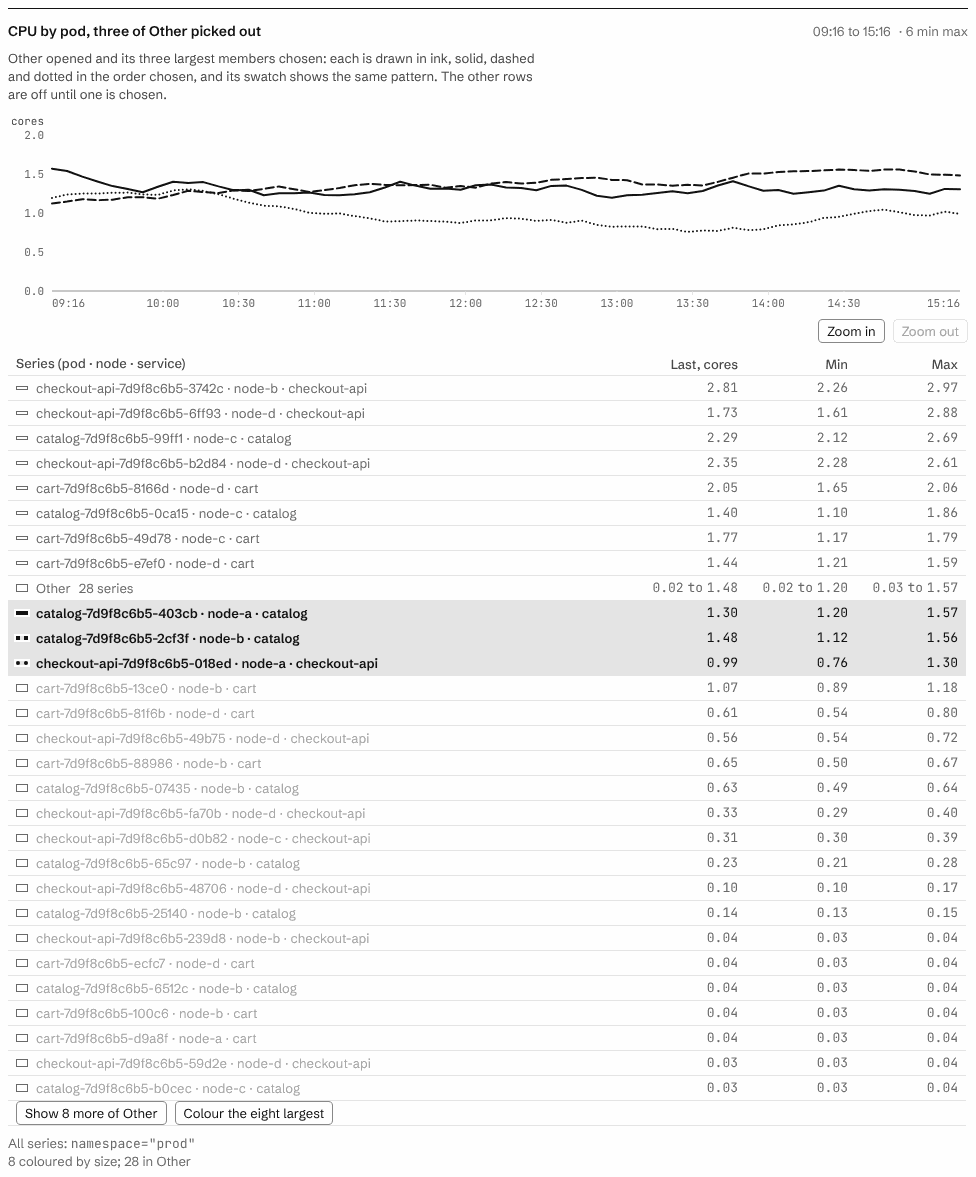 CPU by pod, three of Other picked out
09:16 to 15:16 · 6 min max
Other opened and its three largest members chosen: each is drawn in ink, solid, dashed
and dotted in the order chosen, and its swatch shows the same pattern. The other rows
are off until one is chosen.
cores
2.0
1.5
1.0
0.5
0.0
09:16 10:00 10:30 11:00 11:30 12:00 12:30 13:00 13:30 14:00 14:30 15:16
Zoom in Zoom out
Series (pod · node · service) Last, cores Min Max
checkout-api-7d9f8c6b5-3742c · node-b · checkout-api 2.81 2.26 2.97
checkout-api-7d9f8c6b5-6ff93 · node-d · checkout-api 1.73 1.61 2.88
catalog-7d9f8c6b5-99ff1 · node-c · catalog 2.29 2.12 2.69
checkout-api-7d9f8c6b5-b2d84 · node-d · checkout-api 2.35 2.28 2.61
cart-7d9f8c6b5-8166d · node-d · cart 2.05 1.65 2.06
catalog-7d9f8c6b5-0ca15 · node-c · catalog 1.40 1.10 1.86
cart-7d9f8c6b5-49d78 · node-c · cart 1.77 1.17 1.79
cart-7d9f8c6b5-e7ef0 · node-d · cart 1.44 1.21 1.59
Other 28 series 0.02 to 1.48 0.02 to 1.20 0.03 to 1.57
catalog-7d9f8c6b5-403cb · node-a · catalog 1.30 1.20 1.57
catalog-7d9f8c6b5-2cf3f · node-b · catalog 1.48 1.12 1.56
checkout-api-7d9f8c6b5-018ed · node-a · checkout-api 0.99 0.76 1.30
cart-7d9f8c6b5-13ce0 · node-b · cart 1.07 0.89 1.18
cart-7d9f8c6b5-81f6b · node-d · cart 0.61 0.54 0.80
checkout-api-7d9f8c6b5-49b75 · node-d · checkout-api 0.56 0.54 0.72
cart-7d9f8c6b5-88986 · node-b · cart 0.65 0.50 0.67
catalog-7d9f8c6b5-07435 · node-b · catalog 0.63 0.49 0.64
checkout-api-7d9f8c6b5-fa70b · node-d · checkout-api 0.33 0.29 0.40
checkout-api-7d9f8c6b5-d0b82 · node-c · checkout-api 0.31 0.30 0.39
catalog-7d9f8c6b5-65c97 · node-b · catalog 0.23 0.21 0.28
checkout-api-7d9f8c6b5-48706 · node-d · checkout-api 0.10 0.10 0.17
catalog-7d9f8c6b5-25140 · node-b · catalog 0.14 0.13 0.15
checkout-api-7d9f8c6b5-239d8 · node-b · checkout-api 0.04 0.03 0.04
cart-7d9f8c6b5-ecfc7 · node-d · cart 0.04 0.03 0.04
catalog-7d9f8c6b5-6512c · node-b · catalog 0.04 0.03 0.04
cart-7d9f8c6b5-100c6 · node-b · cart 0.04 0.03 0.04
cart-7d9f8c6b5-d9a8f · node-a · cart 0.04 0.03 0.04
checkout-api-7d9f8c6b5-59d2e · node-d · checkout-api 0.03 0.03 0.04
catalog-7d9f8c6b5-b0cec · node-c · catalog 0.03 0.03 0.04
Show 8 more of Other Colour the eight largest
All series: namespace="prod"
8 coloured by size; 28 in Other